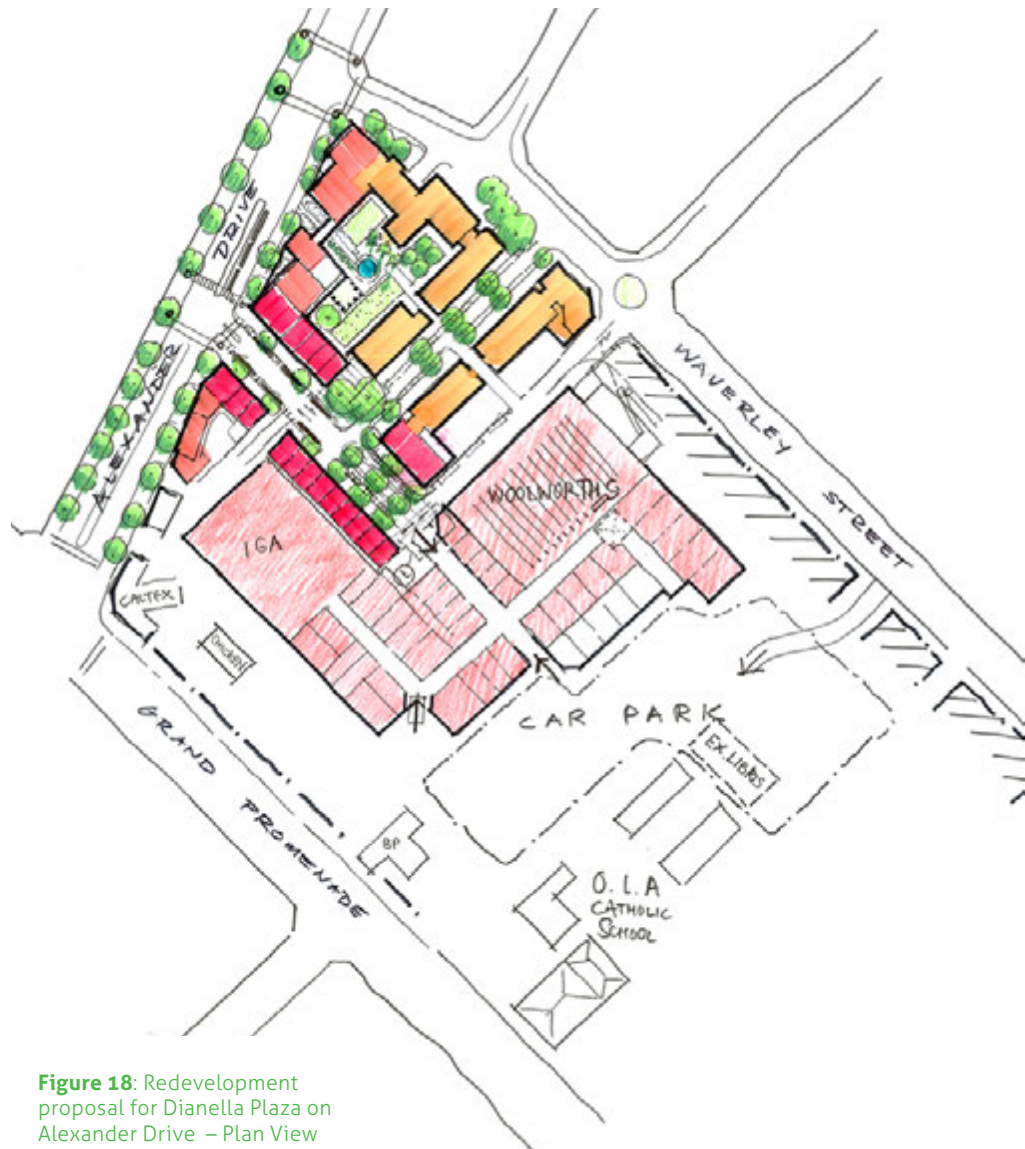 DRIVE
ALEXANDER
WAVERLEY
STREET
WOOLWORTHS
IGA
CALTEX
CHICKEN
GRAND
PROMENADE
CAR PARK
EX LIBRIS
BP
O.L.A
CATHOLIC
SCHOOL
Figure 18: Redevelopment
proposal for Dianella Plaza on
Alexander Drive – Plan View